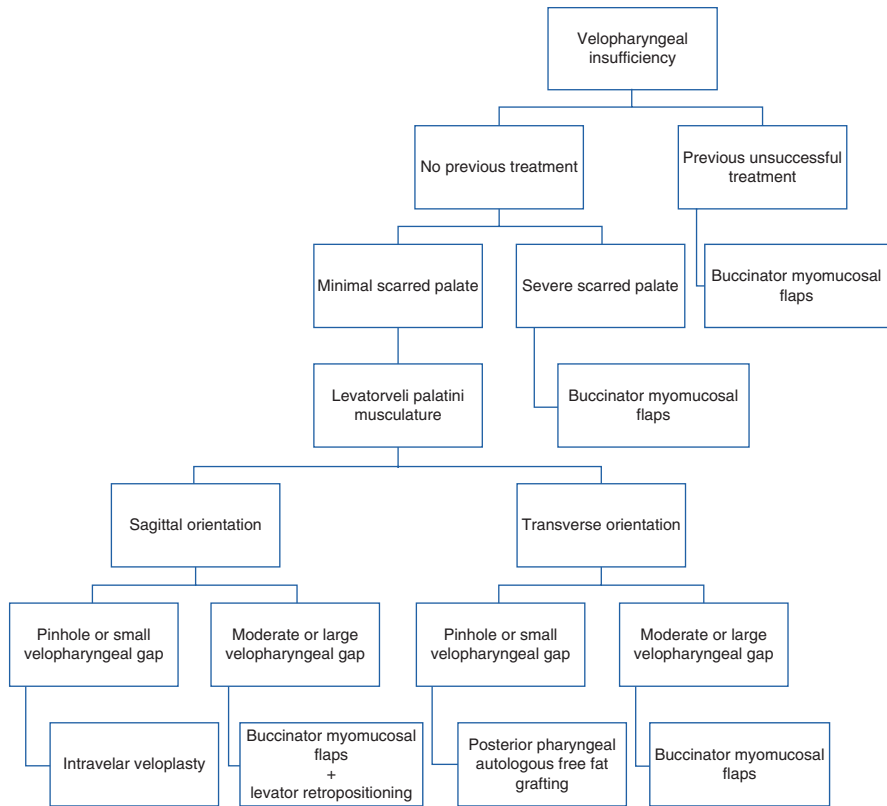 Velopharyngeal
insufficiency
No previous treatment
Previous unsuccessful
treatment
Minimal scarred palate
Severe scarred palate
Buccinator myomucosal
flaps
Levatorveli palatini
musculature
Buccinator myomucosal
flaps
Sagittal orientation
Transverse orientation
Pinhole or small
velopharyngeal gap
Moderate or large
velopharyngeal gap
Pinhole or small
velopharyngeal gap
Moderate or large
velopharyngeal gap
Intravelar veloplasty
Buccinator myomucosal
flaps
+
levator retropositioning
Posterior pharyngeal
autologous free fat
grafting
Buccinator myomucosal
flaps